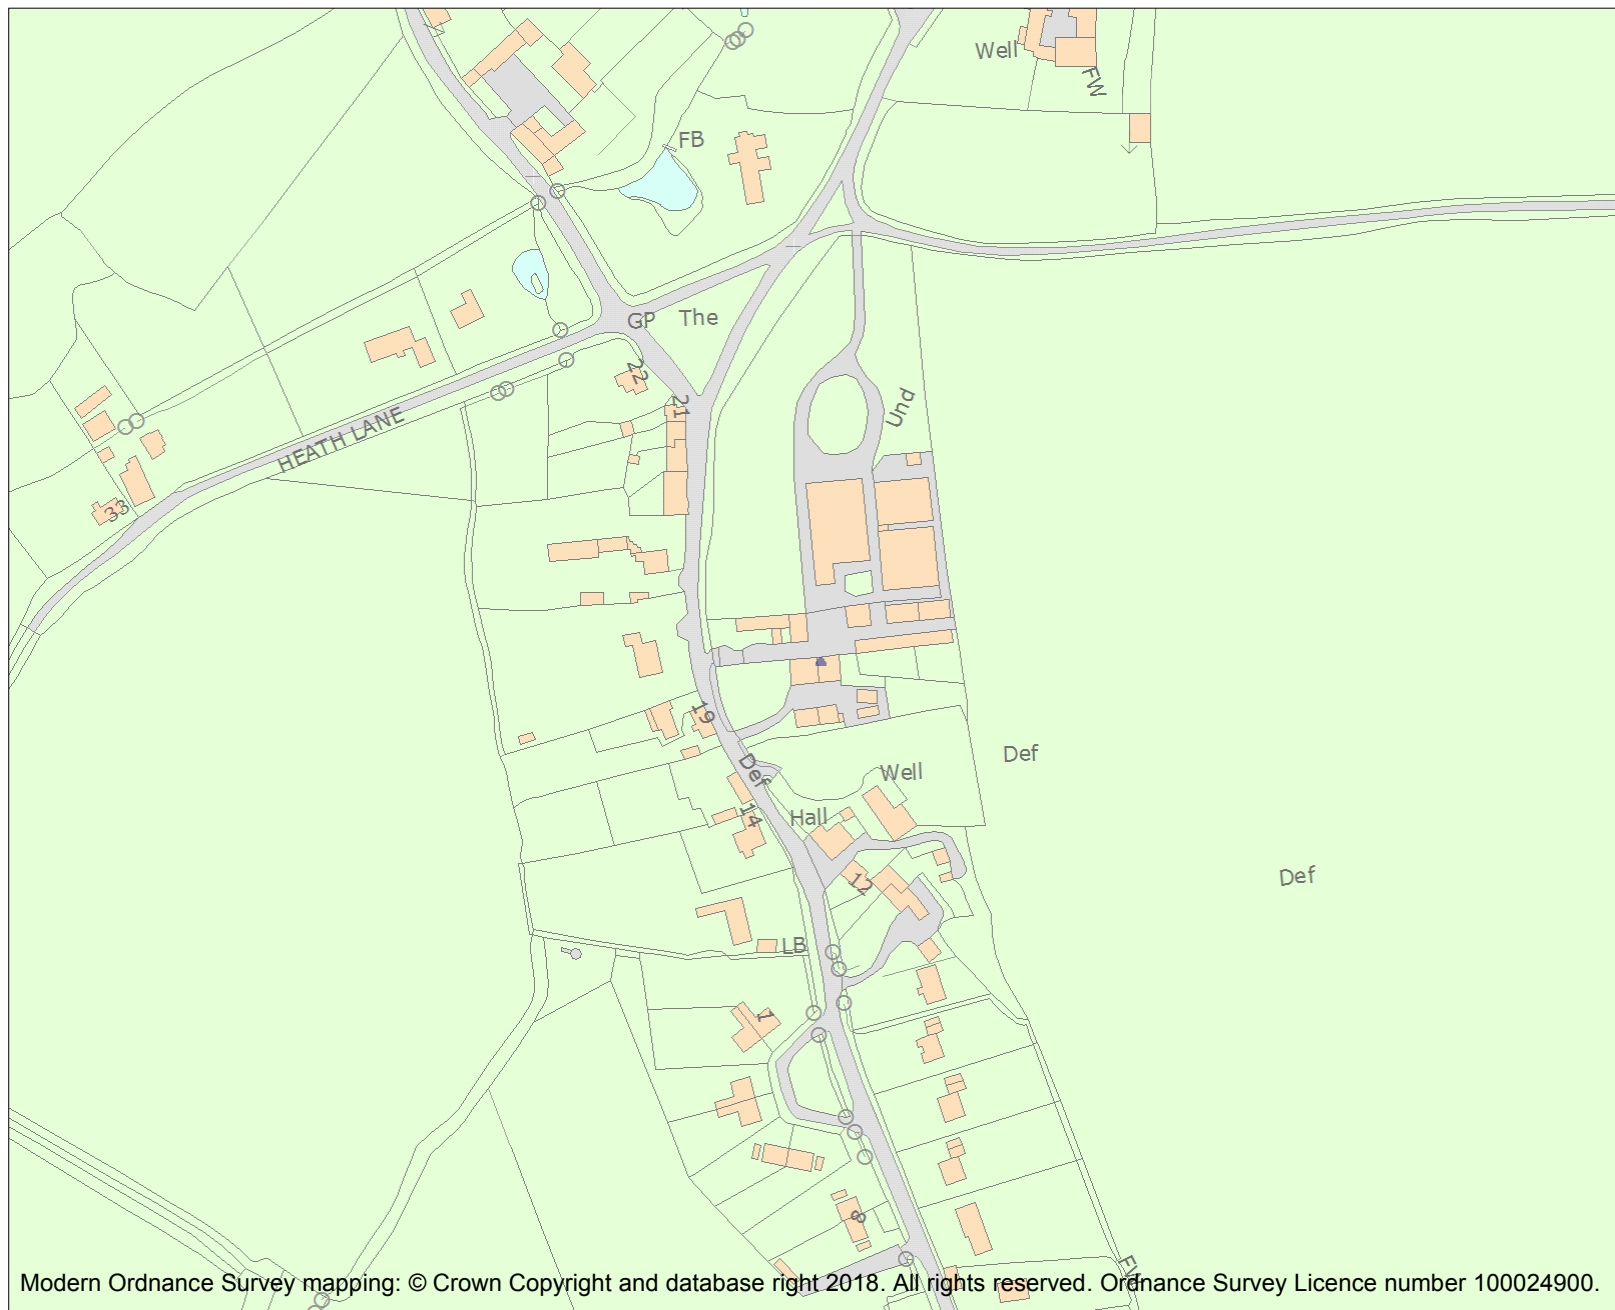 Well
FW
FB
GP
The
22
21
Und
HEATH LANE
33
19
Def
Def
Well
14
Hall
Def
12
LB
1
8
FW
Modern Ordnance Survey mapping: © Crown Copyright and database right 2018. All rights reserved. Ordnance Survey Licence number 100024900.